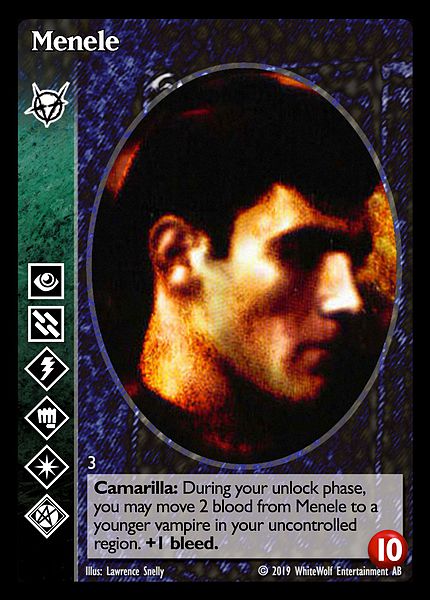 Menele
3
Camarilla: During your unlock phase,
you may move 2 blood from Menele to a
younger vampire in your uncontrolled
region. +1 bleed.
10
Illus: Lawrence Snelly © 2019 WhiteWolf Entertainment AB